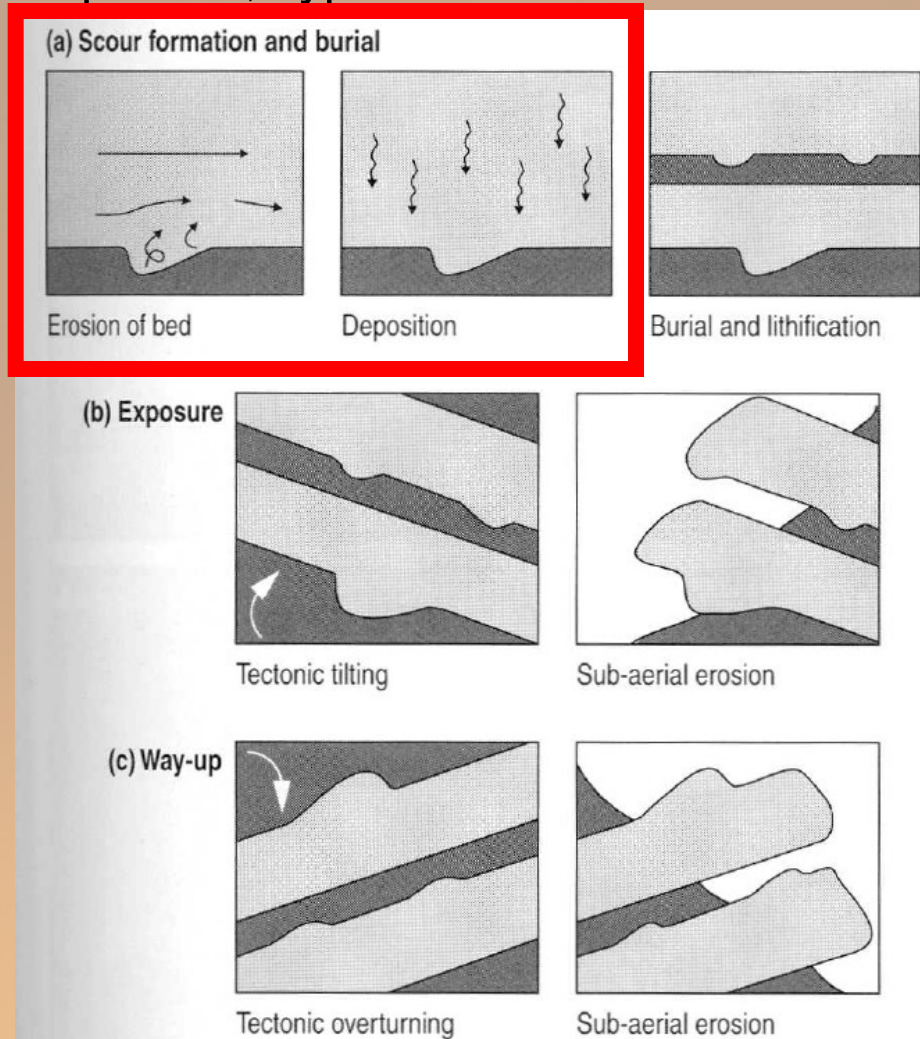 (a) Scour formation and burial
Erosion of bed
Deposition
Burial and lithification
(b) Exposure
Tectonic tilting
Sub-aerial erosion
(c) Way-up
Tectonic overturning
Sub-aerial erosion